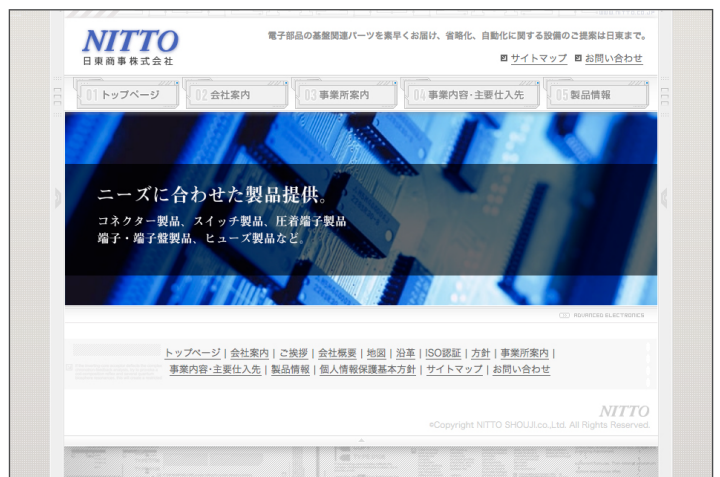 NITTO
日東商事株式会社
電子部品の基盤関連パーツを素早くお届け、省略化、自動化に関する設備のご提案は日東まで。
サイトマップ お問い合わせ
01 トップページ
02 会社案内
03 事業所案内
04 事業内容・主要仕入先
05 製品情報
ニーズに合わせた製品提供。
コネクター製品、スイッチ製品、圧着端子製品
端子・端子盤製品、ヒューズ製品など。
ADVANCED ELECTRONICS
トップページ | 会社案内 | ご挨拶 | 会社概要 | 地図 | 沿革 | ISO認証 | 方針 | 事業所案内 |
事業内容・主要仕入先 | 製品情報 | 個人情報保護基本方針 | サイトマップ | お問い合わせ
NITTO
©Copyright NITTO SHOUJI.co.,Ltd. All Rights Reserved.